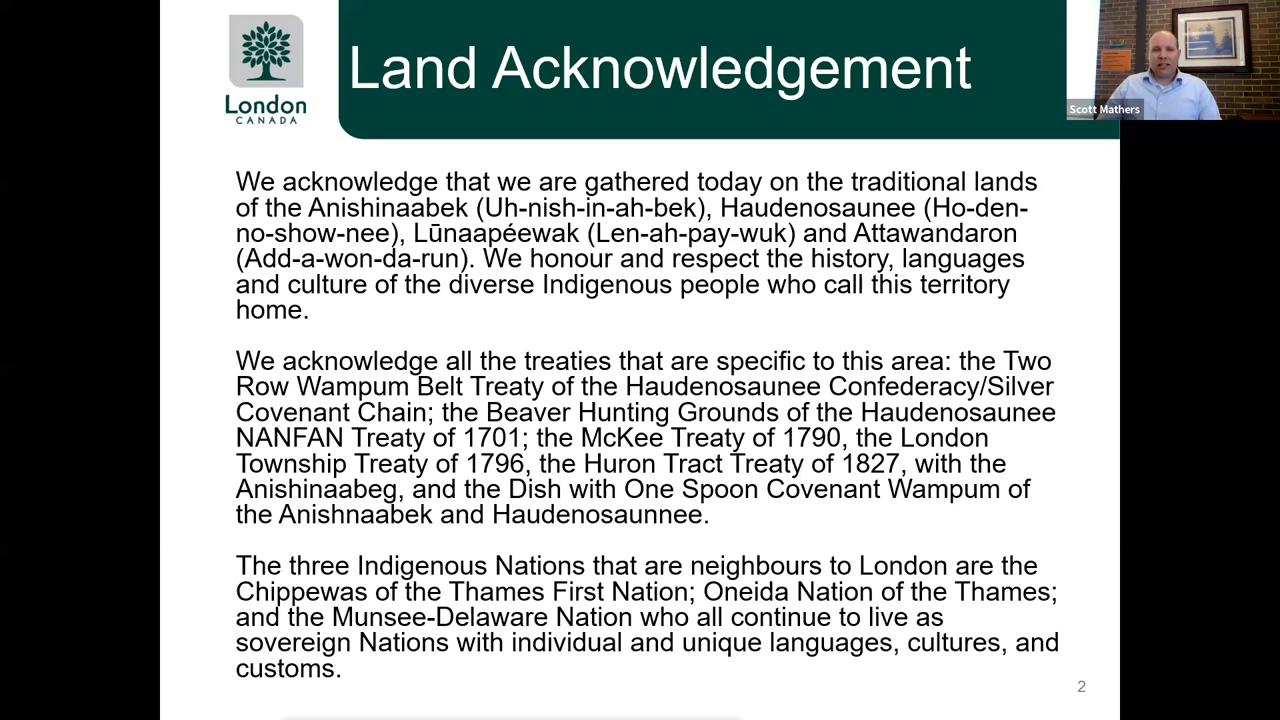 London
CANADA
Land Acknowledgement
Scott Mathers
We acknowledge that we are gathered today on the traditional lands
of the Anishinaabek (Uh-nish-in-ah-bek), Haudenosaunee (Ho-den-
no-show-nee), Lūnaapéewak (Len-ah-pay-wuk) and Attawandaron
(Add-a-won-da-run). We honour and respect the history, languages
and culture of the diverse Indigenous people who call this territory
home.
We acknowledge all the treaties that are specific to this area: the Two
Row Wampum Belt Treaty of the Haudenosaunee Confederacy/Silver
Covenant Chain; the Beaver Hunting Grounds of the Haudenosaunee
NANFAN Treaty of 1701; the McKee Treaty of 1790, the London
Township Treaty of 1796, the Huron Tract Treaty of 1827, with the
Anishinaabeg, and the Dish with One Spoon Covenant Wampum of
the Anishnaabek and Haudenosaunnee.
The three Indigenous Nations that are neighbours to London are the
Chippewas of the Thames First Nation; Oneida Nation of the Thames;
and the Munsee-Delaware Nation who all continue to live as
sovereign Nations with individual and unique languages, cultures, and
customs.
2